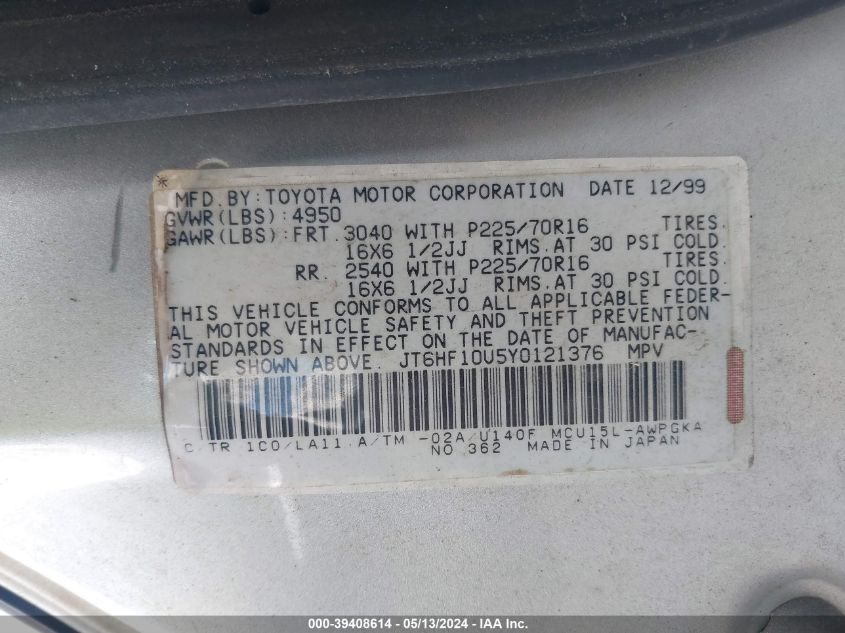 * MFD. BY: TOYOTA MOTOR CORPORATION DATE 12/99
GVWR(LBS): 4950
GAWR(LBS): FRT. 3040 WITH P225/70R16 TIRES.
16X6 1/2JJ RIMS. AT 30 PSI COLD.
RR. 2540 WITH P225/70R16 TIRES.
16X6 1/2JJ RIMS. AT 30 PSI COLD.
THIS VEHICLE CONFORMS TO ALL APPLICABLE FEDER-
AL MOTOR VEHICLE SAFETY AND THEFT PREVENTION
STANDARDS IN EFFECT ON THE DATE OF MANUFAC-
TURE SHOWN ABOVE. JT6HF10U5Y0121376 MPV
C/TR 1C0/LA11 A/TM -02A/U140F MCU15L-AWPGKA
NO.362 MADE IN JAPAN
000-39408614 - 05/13/2024 - IAAI.com